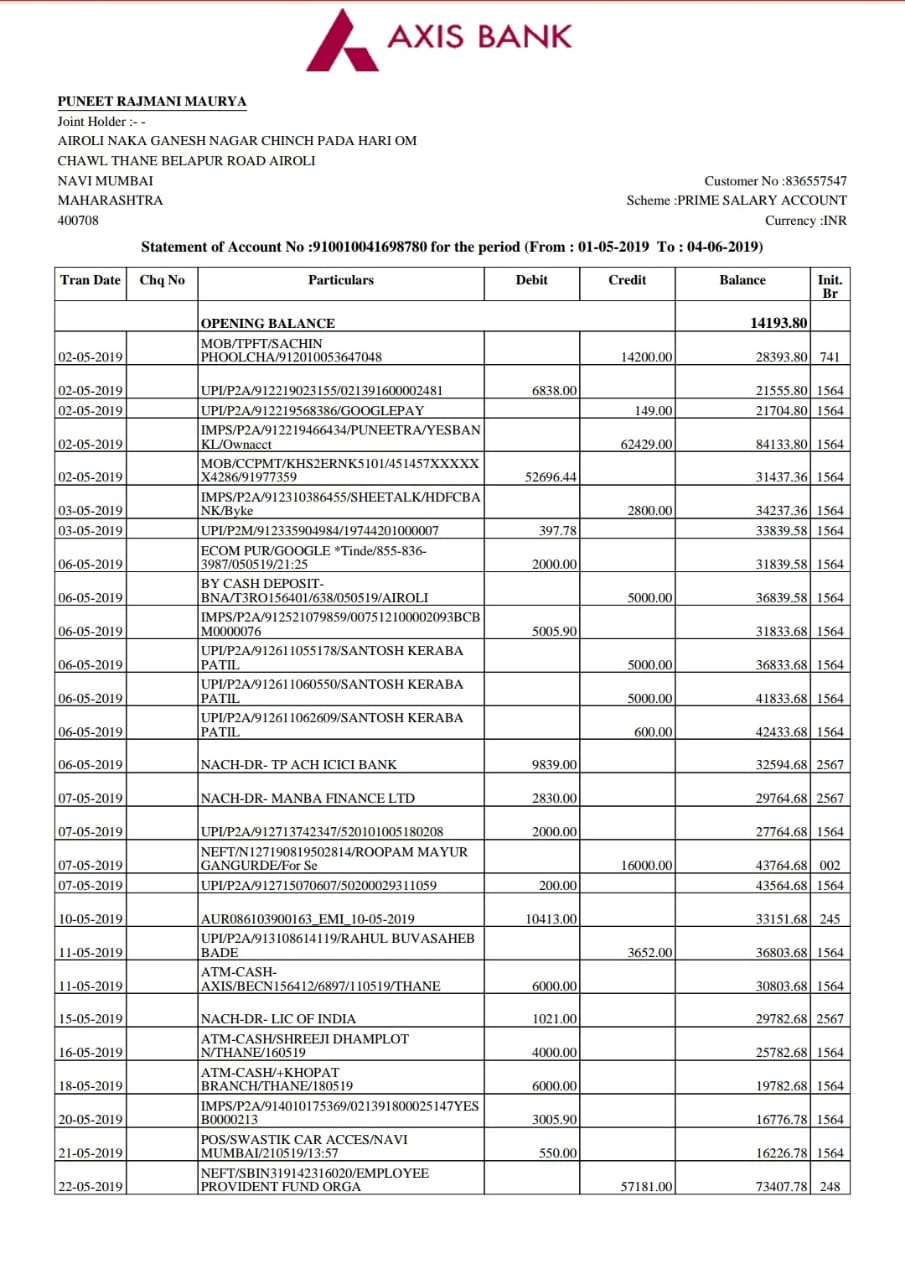 AXIS BANK
PUNEET RAJMANI MAURYA
Joint Holder :- -
AIROLI NAKA GANESH NAGAR CHINCH PADA HARI OM
CHAWL THANE BELAPUR ROAD AIROLI
NAVI MUMBAI
Customer No :836557547
MAHARASHTRA
Scheme :PRIME SALARY ACCOUNT
400708
Currency :INR
Statement of Account No :910010041698780 for the period (From : 01-05-2019 To : 04-06-2019)
Tran Date Chq No Particulars Debit Credit Balance Init.
Br
OPENING BALANCE 14193.80
MOB/TPFT/SACHIN
02-05-2019 PHOOLCHA/912010053647048 14200.00 28393.80 741
02-05-2019 UPI/P2A/912219023155/021391600002481 6838.00 21555.80 1564
02-05-2019 UPI/P2A/912219568386/GOOGLEPAY 149.00 21704.80 1564
IMPS/P2A/912219466434/PUNEETRA/YESBAN
02-05-2019 KL/Ownacct 62429.00 84133.80 1564
MOB/CCPMT/KHS2ERNK5101/451457XXXXX
02-05-2019 X4286/91977359 52696.44 31437.36 1564
IMPS/P2A/912310386455/SHEETALK/HDFCBA
03-05-2019 NK/Byke 2800.00 34237.36 1564
03-05-2019 UPI/P2M/912335904984/19744201000007 397.78 33839.58 1564
ECOM PUR/GOOGLE *Tinde/855-836-
06-05-2019 3987/050519/21:25 2000.00 31839.58 1564
BY CASH DEPOSIT-
06-05-2019 BNA/T3RO156401/638/050519/AIROLI 5000.00 36839.58 1564
IMPS/P2A/912521079859/007512100002093BCB
06-05-2019 M0000076 5005.90 31833.68 1564
UPI/P2A/912611055178/SANTOSH KERABA
06-05-2019 PATIL 5000.00 36833.68 1564
UPI/P2A/912611060550/SANTOSH KERABA
06-05-2019 PATIL 5000.00 41833.68 1564
UPI/P2A/912611062609/SANTOSH KERABA
06-05-2019 PATIL 600.00 42433.68 1564
06-05-2019 NACH-DR- TP ACH ICICI BANK 9839.00 32594.68 2567
07-05-2019 NACH-DR- MANBA FINANCE LTD 2830.00 29764.68 2567
07-05-2019 UPI/P2A/912713742347/520101005180208 2000.00 27764.68 1564
NEFT/N127190819502814/ROOPAM MAYUR
07-05-2019 GANGURDE/For Se 16000.00 43764.68 002
07-05-2019 UPI/P2A/912715070607/50200029311059 200.00 43564.68 1564
10-05-2019 AUR086103900163_EMI_10-05-2019 10413.00 33151.68 245
UPI/P2A/913108614119/RAHUL BUVASAHEB
11-05-2019 BADE 3652.00 36803.68 1564
ATM-CASH-
11-05-2019 AXIS/BECN156412/6897/110519/THANE 6000.00 30803.68 1564
15-05-2019 NACH-DR- LIC OF INDIA 1021.00 29782.68 2567
ATM-CASH/SHREEJI DHAMPLOT
16-05-2019 N/THANE/160519 4000.00 25782.68 1564
ATM-CASH/+KHOPAT
18-05-2019 BRANCH/THANE/180519 6000.00 19782.68 1564
IMPS/P2A/914010175369/021391800025147YES
20-05-2019 B0000213 3005.90 16776.78 1564
POS/SWASTIK CAR ACCES/NAVI
21-05-2019 MUMBAI/210519/13:57 550.00 16226.78 1564
NEFT/SBIN319142316020/EMPLOYEE
22-05-2019 PROVIDENT FUND ORGA 57181.00 73407.78 248